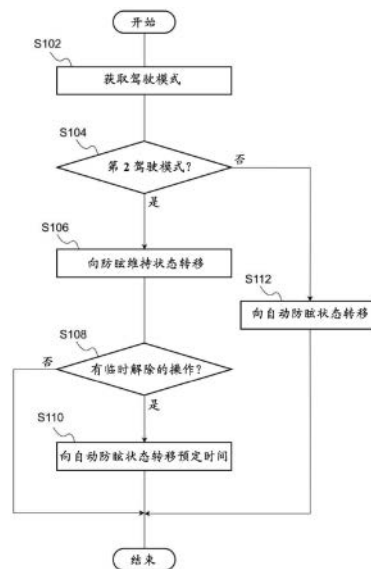 开始
S102
获取驾驶模式
S104
第2驾驶模式?
否
是
S106
向防眩维持状态转移
S112
向自动防眩状态转移
S108
否
有临时解除的操作?
是
S110
向自动防眩状态转移预定时间
结束